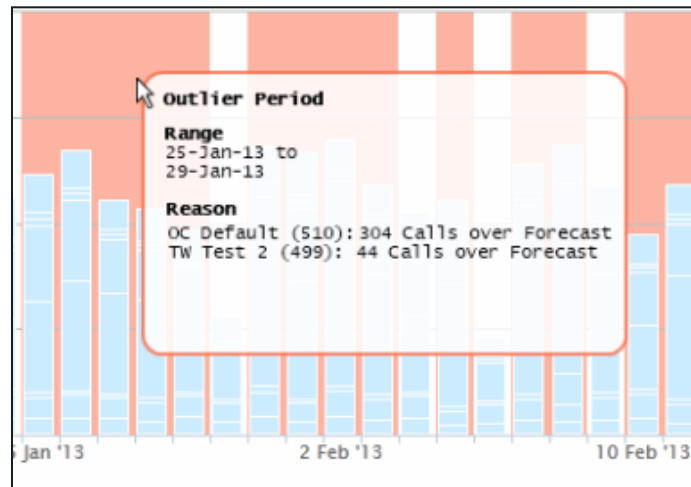 Outlier Period
Range
25-Jan-13 to
29-Jan-13
Reason
OC Default (510): 304 Calls over Forecast
TW Test 2 (499): 44 Calls over Forecast
Jan '13
2 Feb '13
10 Feb '13